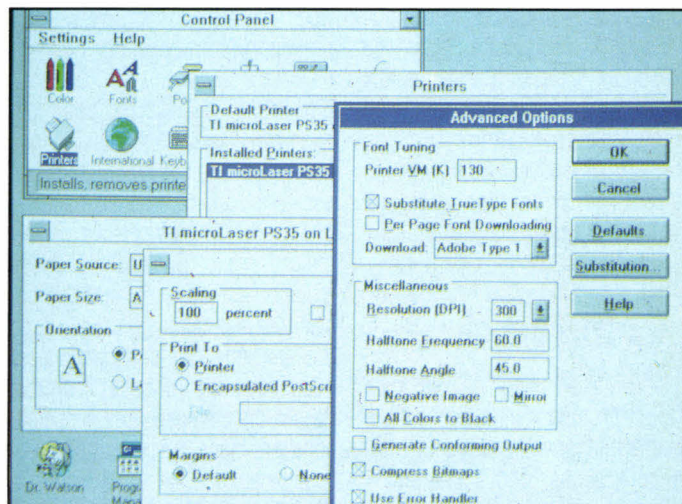 Control Panel
Settings Help
Color
Fonts
Printers
International
Installs, removes
Printers
Default Printer
TI microLaser PS35
Installed Printers:
TI microLaser PS35
TI microLaser PS35 on
Paper Source:
Paper Size:
Orientation
A
Scaling
100 percent
Print To
Printer
Encapsulated
Margins
Default None
Advanced Options
Font Tuning
Printer VM (K) 130
Substitute TrueType Fonts
Per Page Font Downloading
Download: Adobe Type 1
Miscellaneous
Resolution (DPI) 300
Halftone Frequency 60.0
Halftone Angle 45.0
Negative Image Mirror
All Colors to Black
Generate Conforming Output
Compress Bitmaps
Use Error Handler
OK
Cancel
Defaults
Substitution...
Help
Dr. Watson